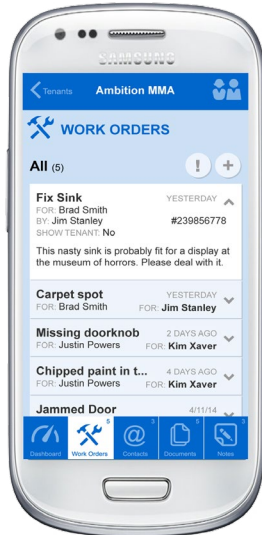 SAMSUNG
Tenants Ambition MMA
WORK ORDERS
All (5) ! +
Fix Sink YESTERDAY
FOR: Brad Smith
BY: Jim Stanley #239856778
SHOW TENANT: No
This nasty sink is probably fit for a display at
the museum of horrors. Please deal with it.
Carpet spot YESTERDAY
FOR: Brad Smith FOR: Jim Stanley
Missing doorknob 2 DAYS AGO
FOR: Justin Powers FOR: Kim Xaver
Chipped paint in t... 4 DAYS AGO
FOR: Justin Powers FOR: Kim Xaver
Jammed Door 4/11/14
5 3 5 3
@
Dashboard Work Orders Contacts Documents Notes